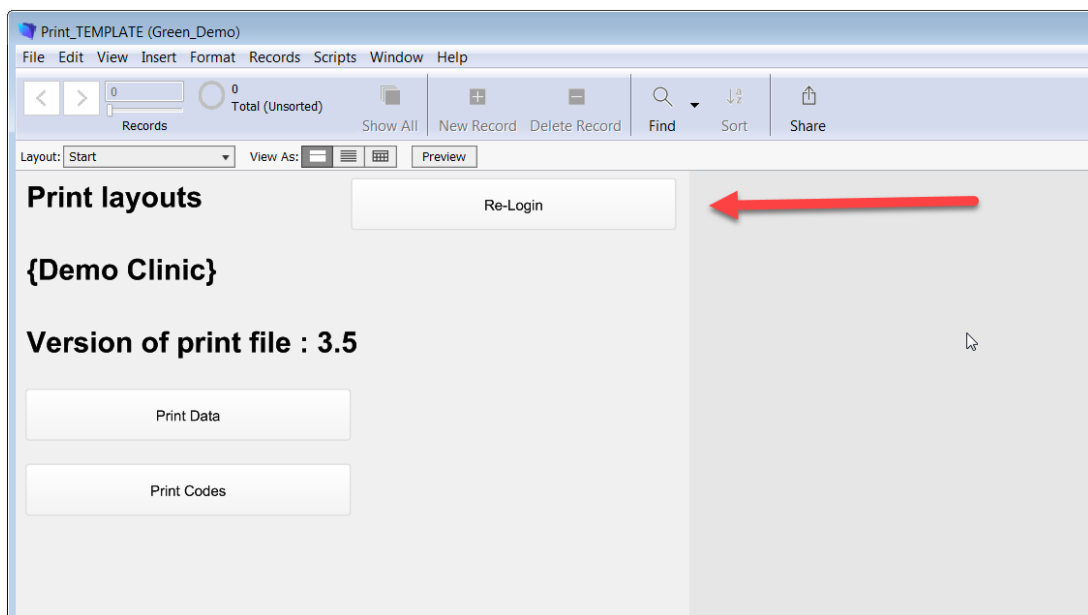 Print_TEMPLATE (Green_Demo)
File Edit View Insert Format Records Scripts Window Help
0
0
Total (Unsorted)
Records
Show All
New Record
Delete Record
Find
Sort
Share
Layout: Start
View As:
Preview
Print layouts
Re-Login
{Demo Clinic}
Version of print file : 3.5
Print Data
Print Codes